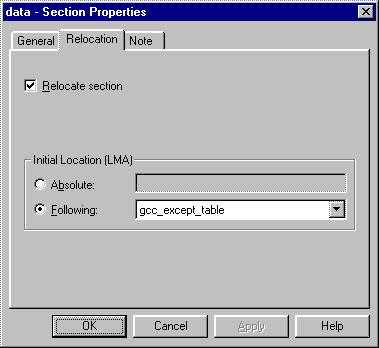 data - Section Properties
General Relocation Note
Relocate section
Initial Location (LMA)
Absolute:
Following: gcc_except_table
OK Cancel Apply Help